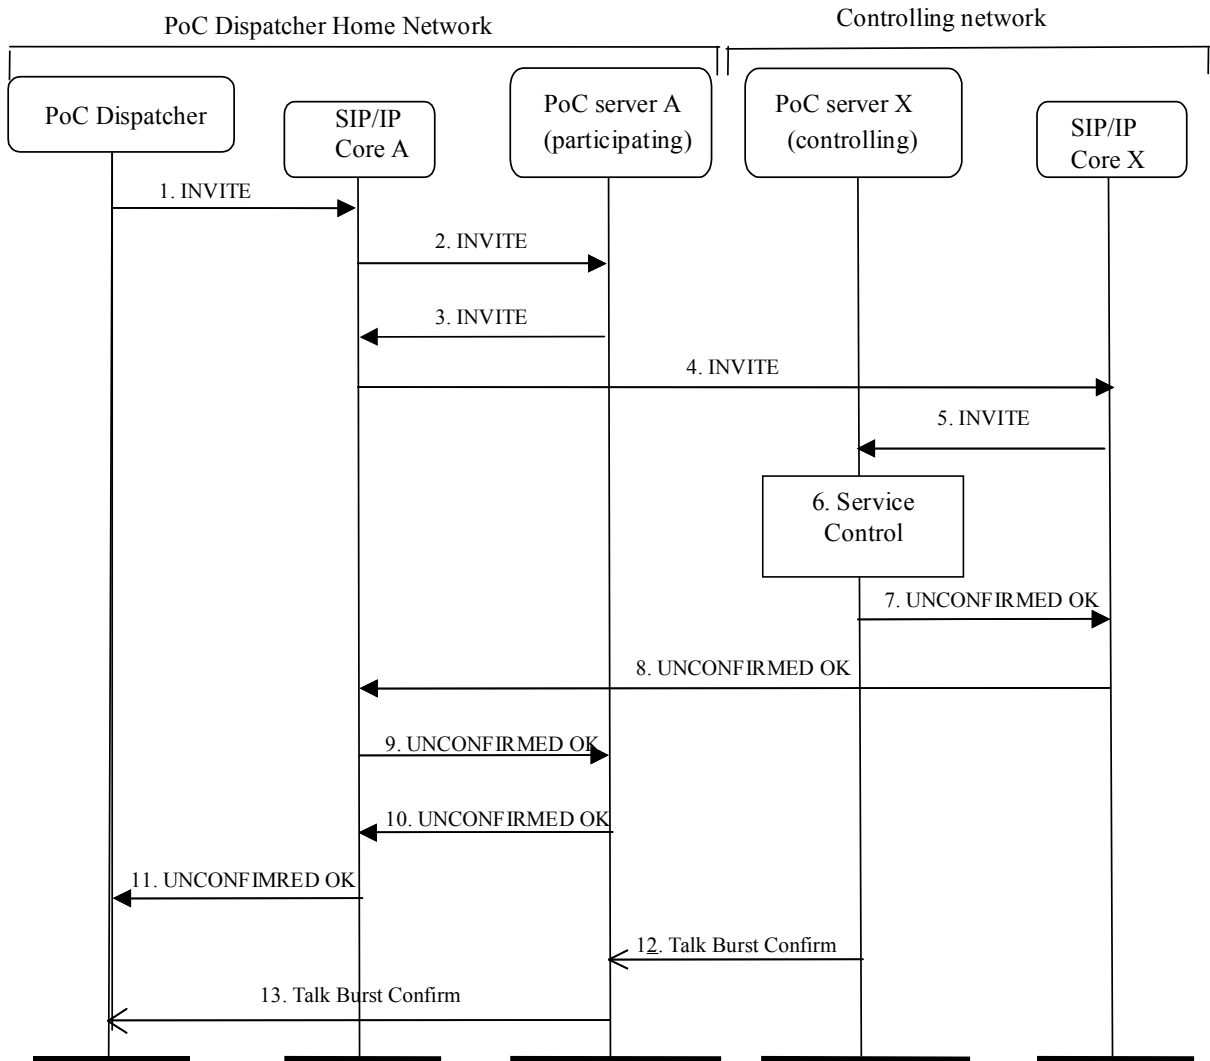 PoC Dispatcher Home Network
Controlling network
PoC Dispatcher
SIP/IP
Core A
PoC server A
(participating)
PoC server X
(controlling)
SIP/IP
Core X
1. INVITE
2. INVITE
3. INVITE
4. INVITE
5. INVITE
6. Service
Control
7. UNCONFIRMED OK
8. UNCONFIRMED OK
9. UNCONFIRMED OK
10. UNCONFIRMED OK
11. UNCONFIMRED OK
12. Talk Burst Confirm
13. Talk Burst Confirm